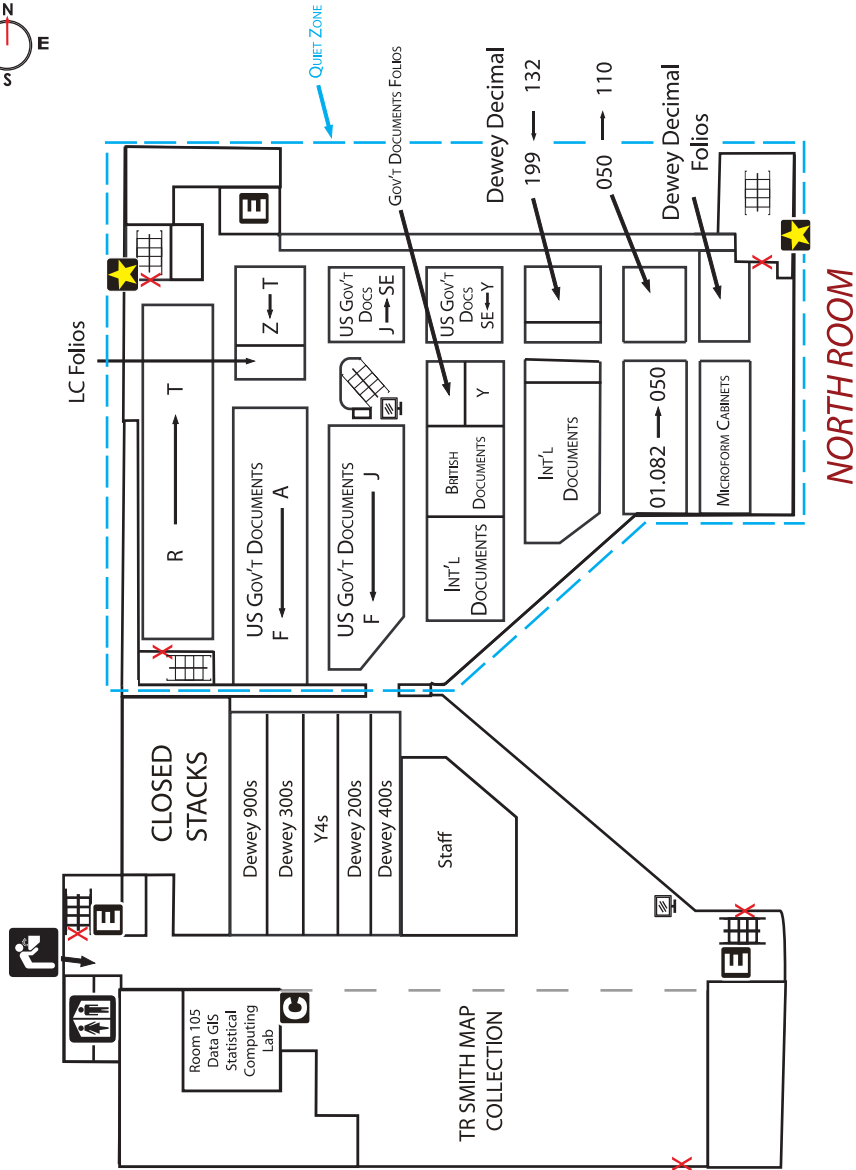 N
E
S
QUIET ZONE
GOV'T DOCUMENTS FOLIOS
Dewey Decimal
199 132
050 110
Dewey Decimal
Folios
NORTH ROOM
LC Folios
E
R T
Z T
US GOV'T
DOCS
J SE
US GOV'T
DOCS
SE Y
US GOV'T DOCUMENTS
F A
US GOV'T DOCUMENTS
F J
Y
BRITISH
DOCUMENTS
INT'L
DOCUMENTS
INT'L
DOCUMENTS
01.082 050
MICROFORM CABINETS
CLOSED
STACKS
Dewey 900s
Dewey 300s
Y4s
Dewey 200s
Dewey 400s
Staff
E
E
Room 105
Data GIS
Statistical
Computing
Lab
C
TR SMITH MAP
COLLECTION